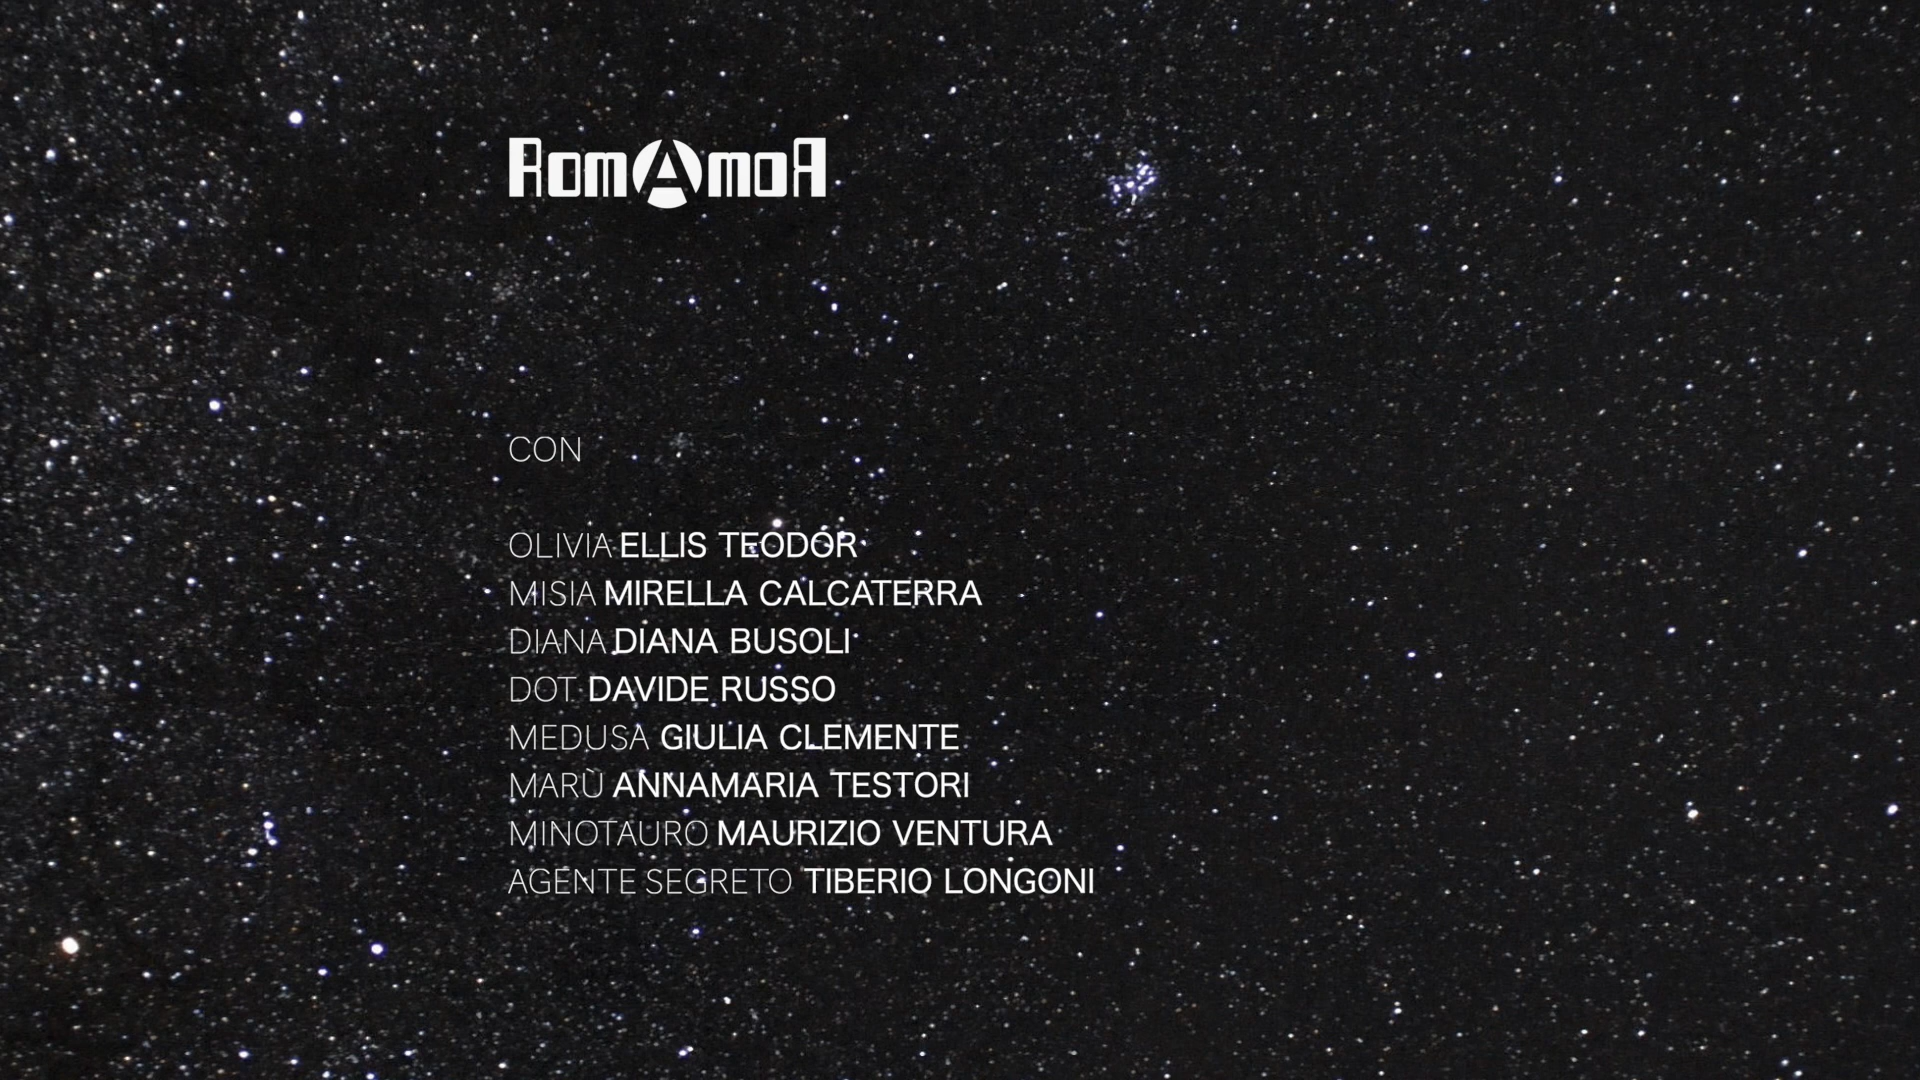 RomAmoR
CON
OLIVIA ELLIS TEODOR
MISIA MIRELLA CALCATERRA
DIANA DIANA BUSOLI
DOT DAVIDE RUSSO
MEDUSA GIULIA CLEMENTE
MARÙ ANNAMARIA TESTORI
MINOTAURO MAURIZIO VENTURA
AGENTE SEGRETO TIBERIO LONGONI